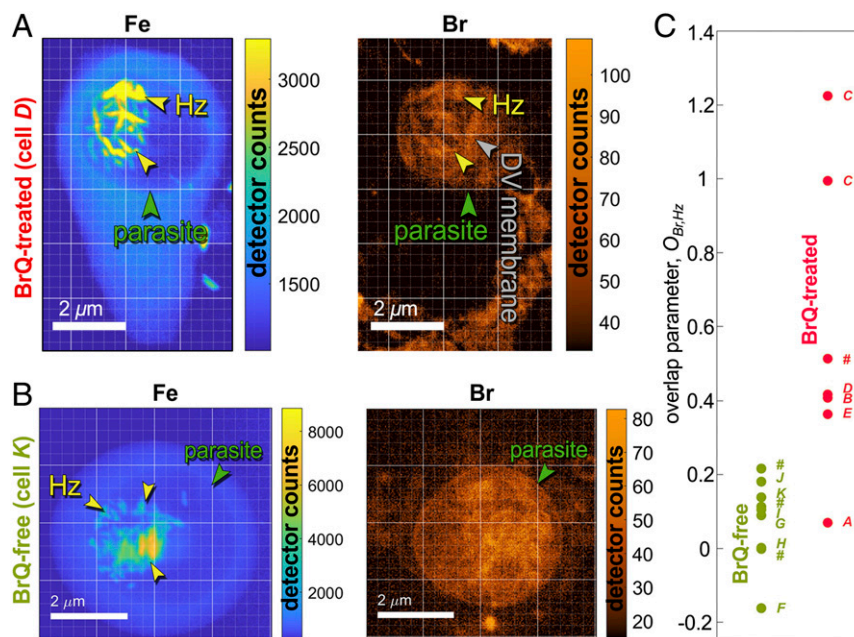 A
Fe
Br
BrQ-treated (cell D)
Hz
parasite
2 µm
3000
2500
2000
1500
detector counts
Hz
DV membrane
parasite
2 µm
100
90
80
70
60
50
40
detector counts
B
Fe
Br
BrQ-free (cell K)
Hz
parasite
2 µm
8000
6000
4000
2000
detector counts
parasite
2 µm
80
70
60
50
40
30
20
detector counts
C
overlap parameter, O_Br,Hz
1.4
1.2
1
0.8
0.6
0.4
0.2
0
-0.2
BrQ-treated
C
C
#
D
B
E
A
BrQ-free
#
J
K
#
I
G
H
#
F